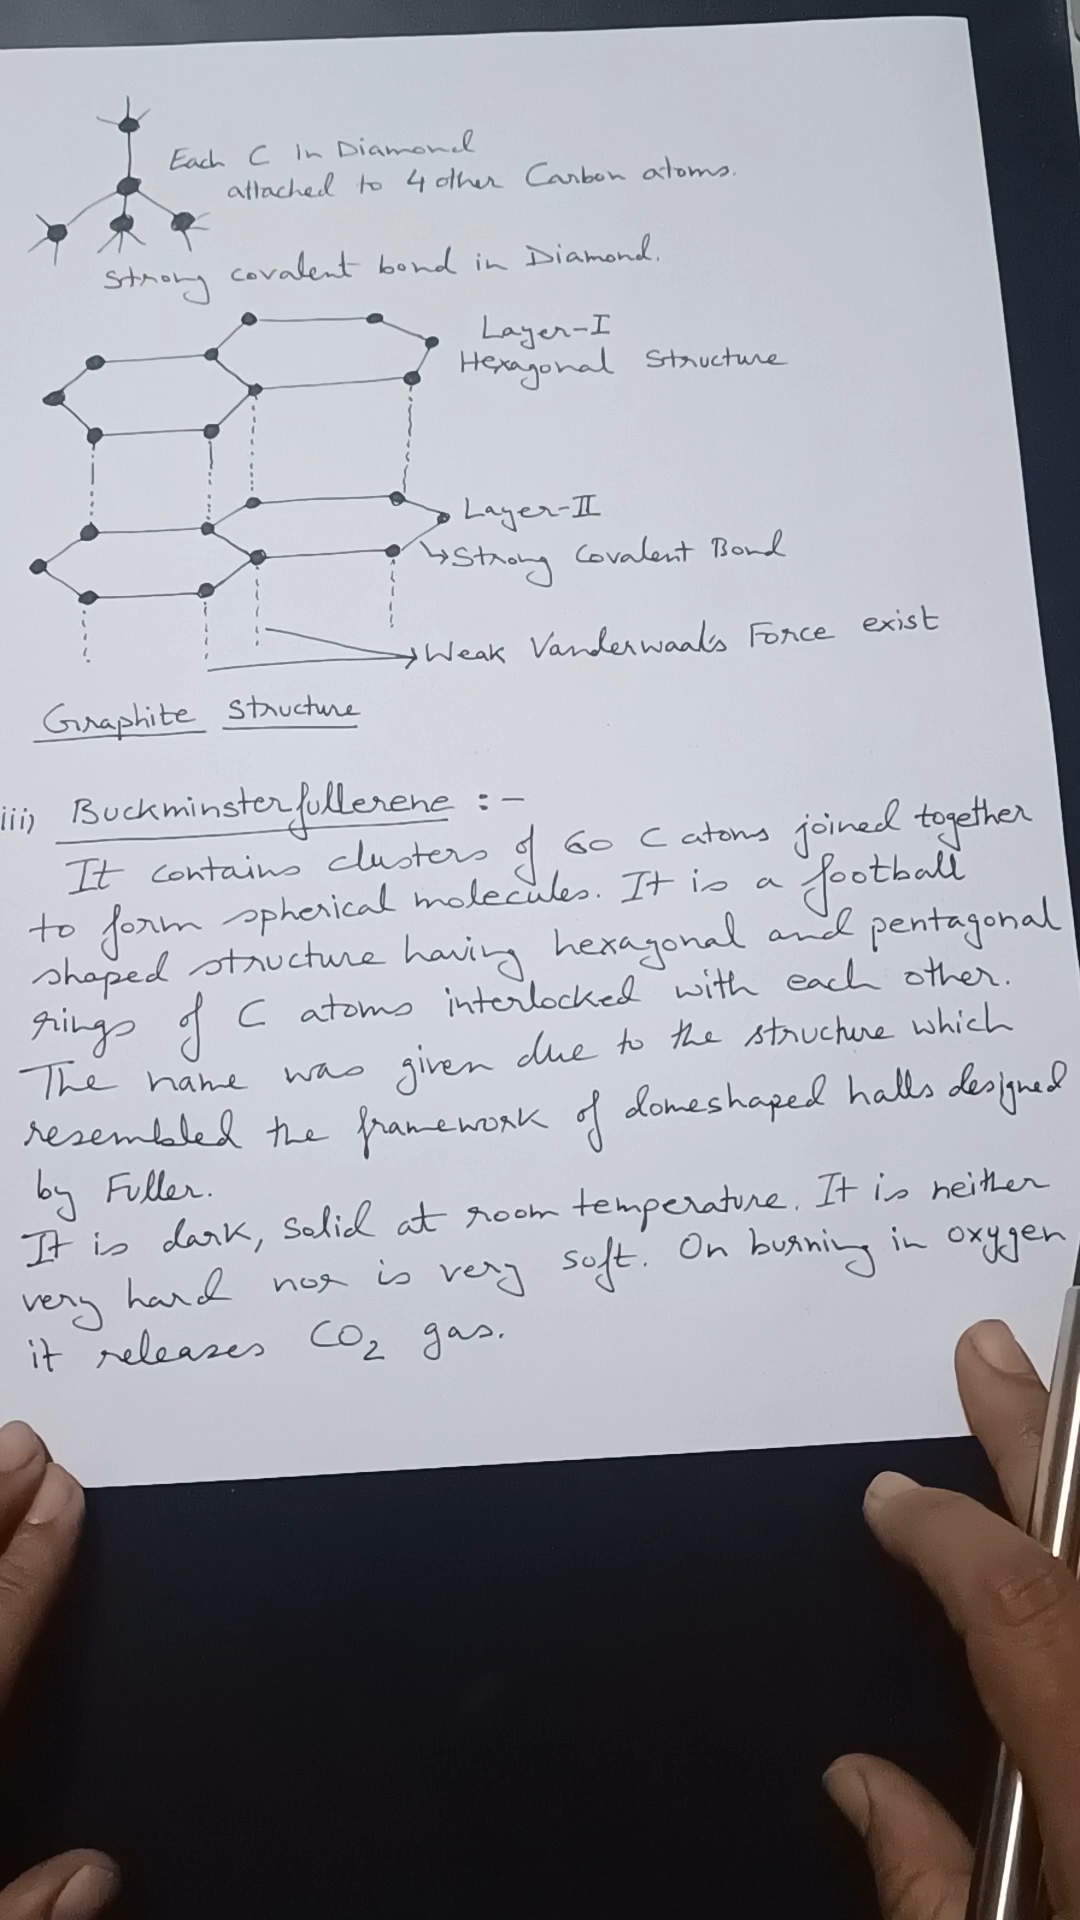 Each C in Diamond
attached to 4 other Carbon atoms.
Strong covalent bond in Diamond.
Layer-I
Hexagonal Structure
Layer-II
Strong Covalent Bond
Weak Vanderwaal's Force exist
Graphite Structure
iii) Buckminsterfullerene :-
It contains clusters of 60 C atoms joined together
to form spherical molecules. It is a football
shaped structure having hexagonal and pentagonal
rings of C atoms interlocked with each other.
The name was given due to the structure which
resembled the framework of domeshaped halls designed
by Fuller.
It is dark, solid at room temperature. It is neither
very hard nor is very soft. On burning in oxygen
it releases CO₂ gas.